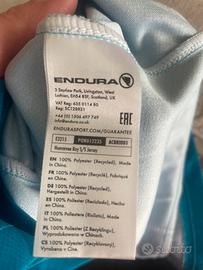 ENDURA
3 Starlaw Park, Livingston, West
Lothian, EH54 8SF, Scotland, UK
VAT Reg: 635 0114 80
Reg: SC128821
+44 (0) 1506 497 749
info@endura.co.uk
ENDURASPORT.COM/GUARANTEE
E3215
Hummvee Ray S/S Jersey
EN 100% Polyester (Recycled), Made
in China.
FR 100% Polyester (Recyclé), Fabriqué
en Chine.
DE 100% Polyester (Recycelt),
Hergestellt in China.
ES 100% Poliéster (Reciclado), Hecho
en China.
IT 100% Poliestere (Riciclato), Made
in China.
PL 100% Poliester (Z Recyklingu),
Wyprodukowano w Chinach.
CS 100% Polyester (Recyklovaný),
Vyrobeno v Číně.
Subito